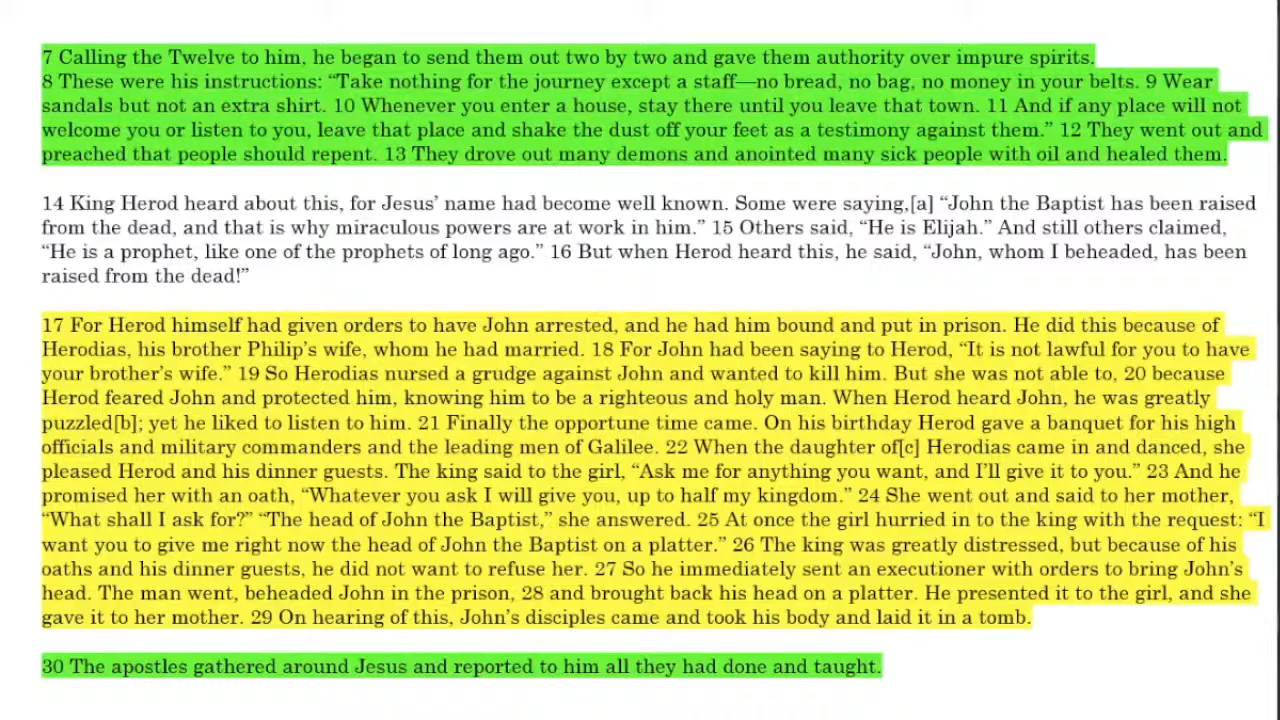 7 Calling the Twelve to him, he began to send them out two by two and gave them authority over impure spirits.
8 These were his instructions: “Take nothing for the journey except a staff—no bread, no bag, no money in your belts. 9 Wear
sandals but not an extra shirt. 10 Whenever you enter a house, stay there until you leave that town. 11 And if any place will not
welcome you or listen to you, leave that place and shake the dust off your feet as a testimony against them.” 12 They went out and
preached that people should repent. 13 They drove out many demons and anointed many sick people with oil and healed them.
14 King Herod heard about this, for Jesus’ name had become well known. Some were saying,[a] “John the Baptist has been raised
from the dead, and that is why miraculous powers are at work in him.” 15 Others said, “He is Elijah.” And still others claimed,
“He is a prophet, like one of the prophets of long ago.” 16 But when Herod heard this, he said, “John, whom I beheaded, has been
raised from the dead!”
17 For Herod himself had given orders to have John arrested, and he had him bound and put in prison. He did this because of
Herodias, his brother Philip’s wife, whom he had married. 18 For John had been saying to Herod, “It is not lawful for you to have
your brother’s wife.” 19 So Herodias nursed a grudge against John and wanted to kill him. But she was not able to, 20 because
Herod feared John and protected him, knowing him to be a righteous and holy man. When Herod heard John, he was greatly
puzzled[b]; yet he liked to listen to him. 21 Finally the opportune time came. On his birthday Herod gave a banquet for his high
officials and military commanders and the leading men of Galilee. 22 When the daughter of[c] Herodias came in and danced, she
pleased Herod and his dinner guests. The king said to the girl, “Ask me for anything you want, and I’ll give it to you.” 23 And he
promised her with an oath, “Whatever you ask I will give you, up to half my kingdom.” 24 She went out and said to her mother,
“What shall I ask for?” “The head of John the Baptist,” she answered. 25 At once the girl hurried in to the king with the request: “I
want you to give me right now the head of John the Baptist on a platter.” 26 The king was greatly distressed, but because of his
oaths and his dinner guests, he did not want to refuse her. 27 So he immediately sent an executioner with orders to bring John’s
head. The man went, beheaded John in the prison, 28 and brought back his head on a platter. He presented it to the girl, and she
gave it to her mother. 29 On hearing of this, John’s disciples came and took his body and laid it in a tomb.
30 The apostles gathered around Jesus and reported to him all they had done and taught.